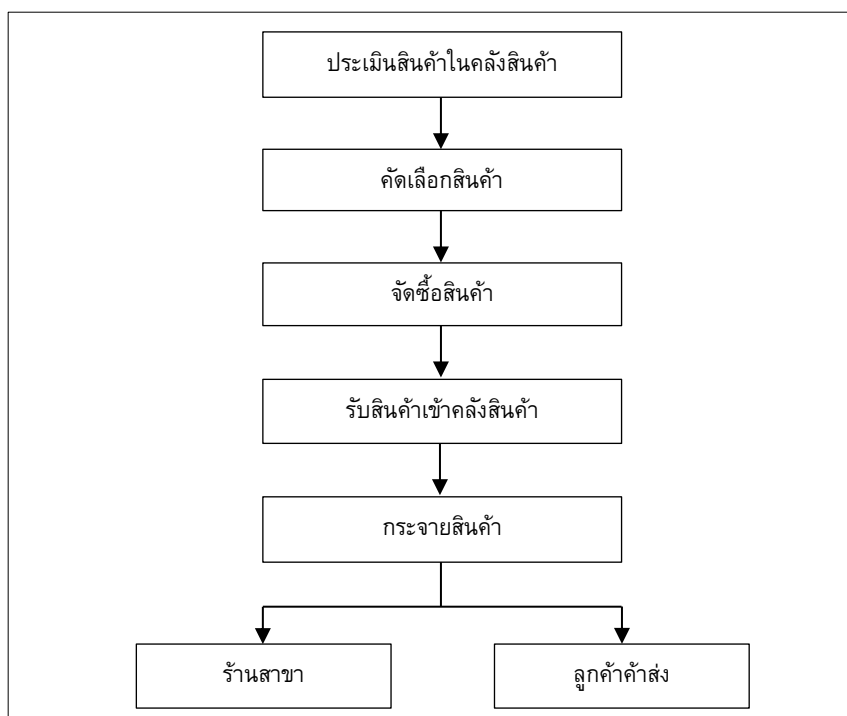 ประเมินสินค้าในคลังสินค้า
คัดเลือกสินค้า
จัดซื้อสินค้า
รับสินค้าเข้าคลังสินค้า
กระจายสินค้า
ร้านสาขา
ลูกค้าค้าส่ง